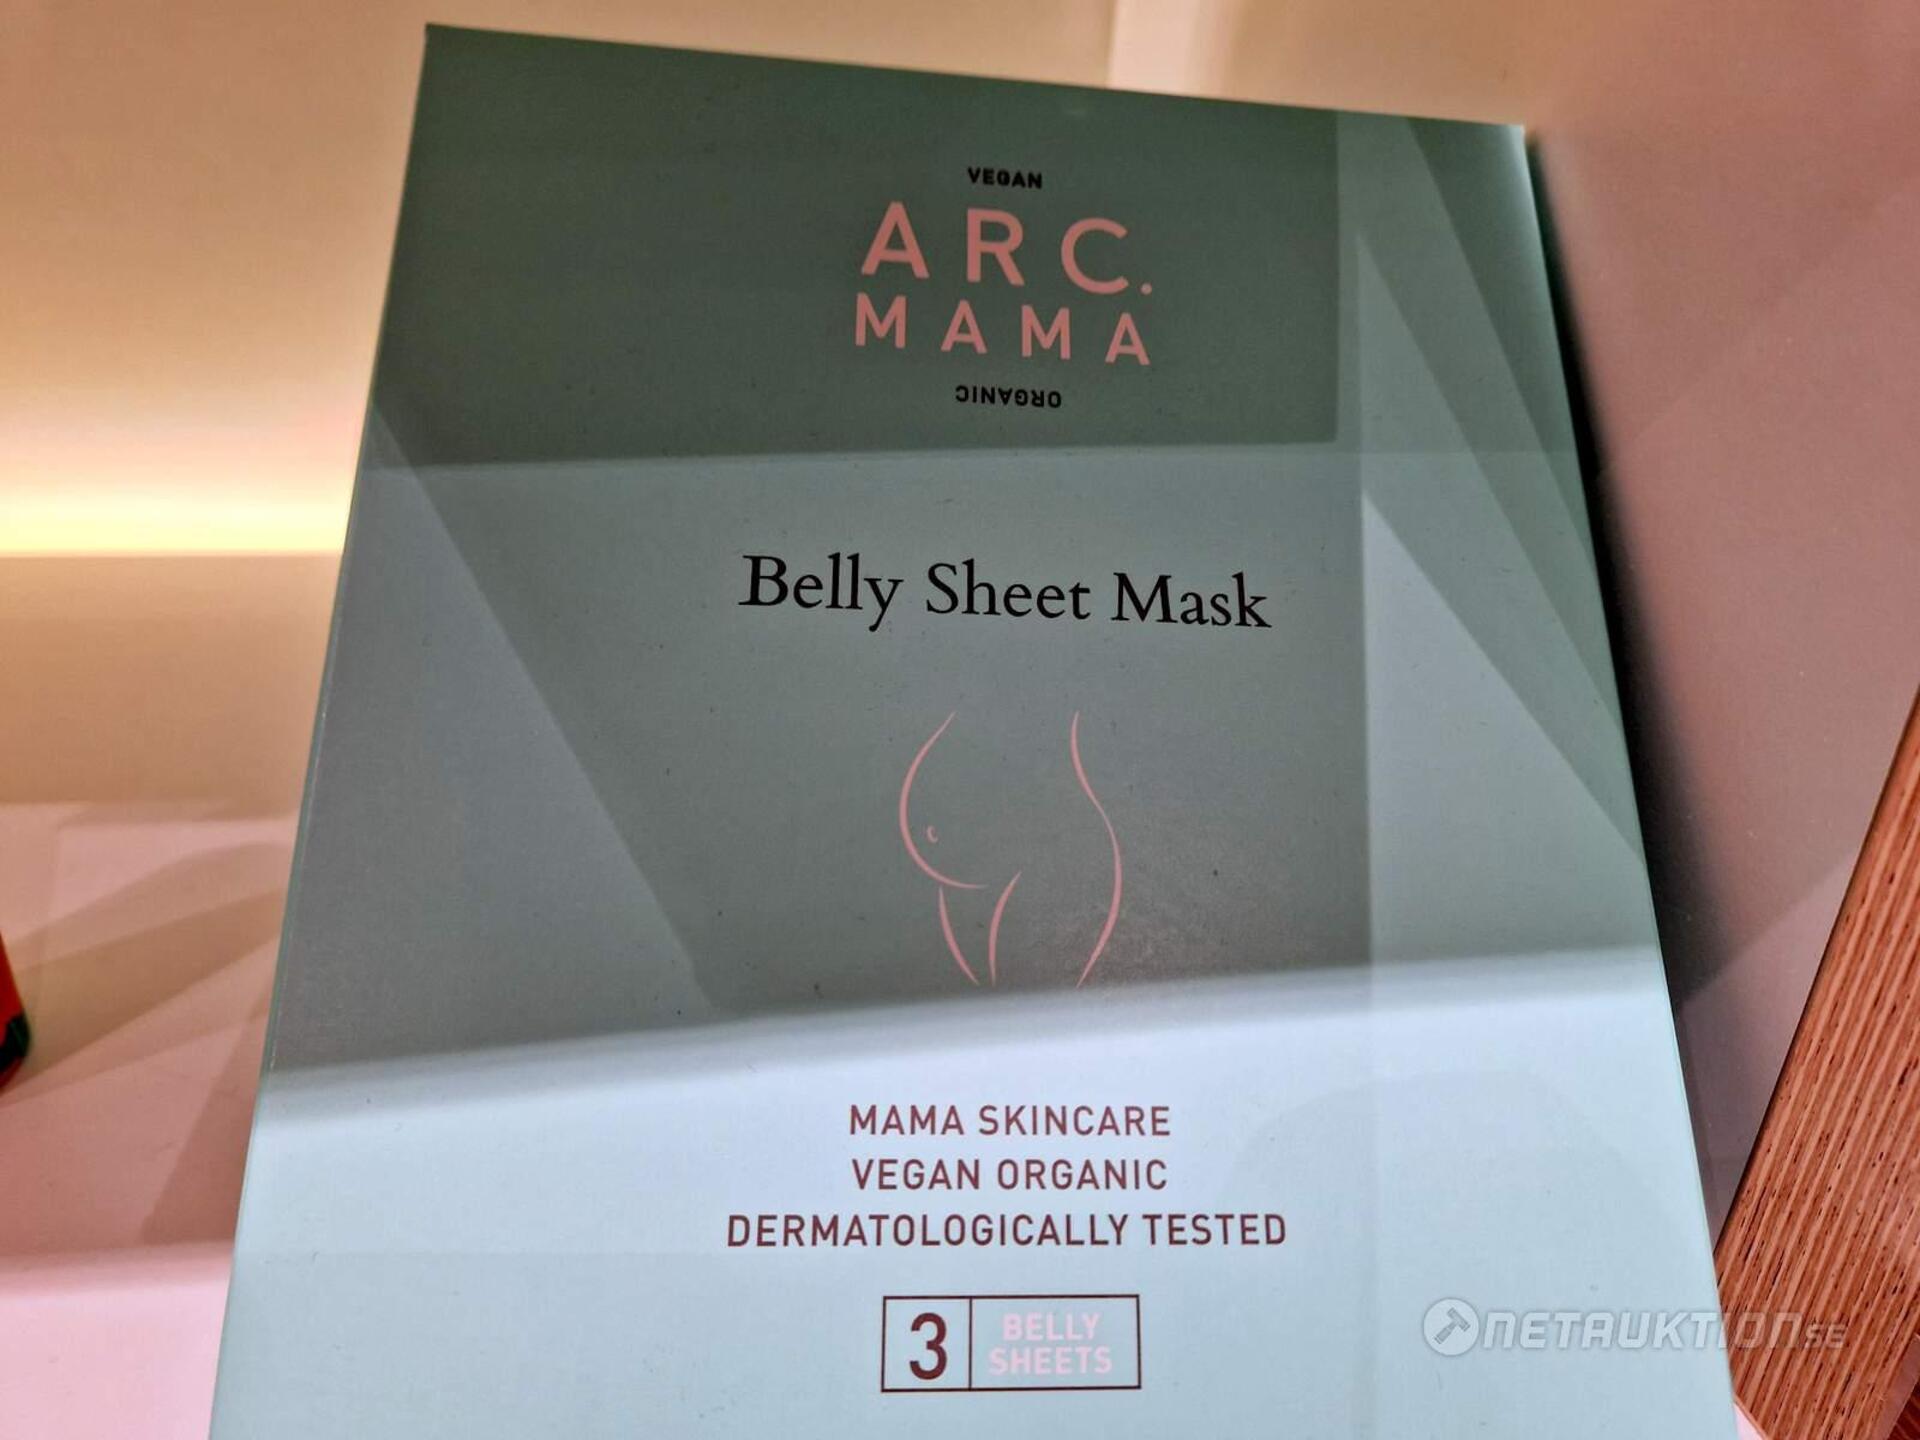 VEGAN
ARC.
MAMA
ORGANIC
Belly Sheet Mask
MAMA SKINCARE
VEGAN ORGANIC
DERMATOLOGICALLY TESTED
3 BELLY
SHEETS
NETAUKTION.SE